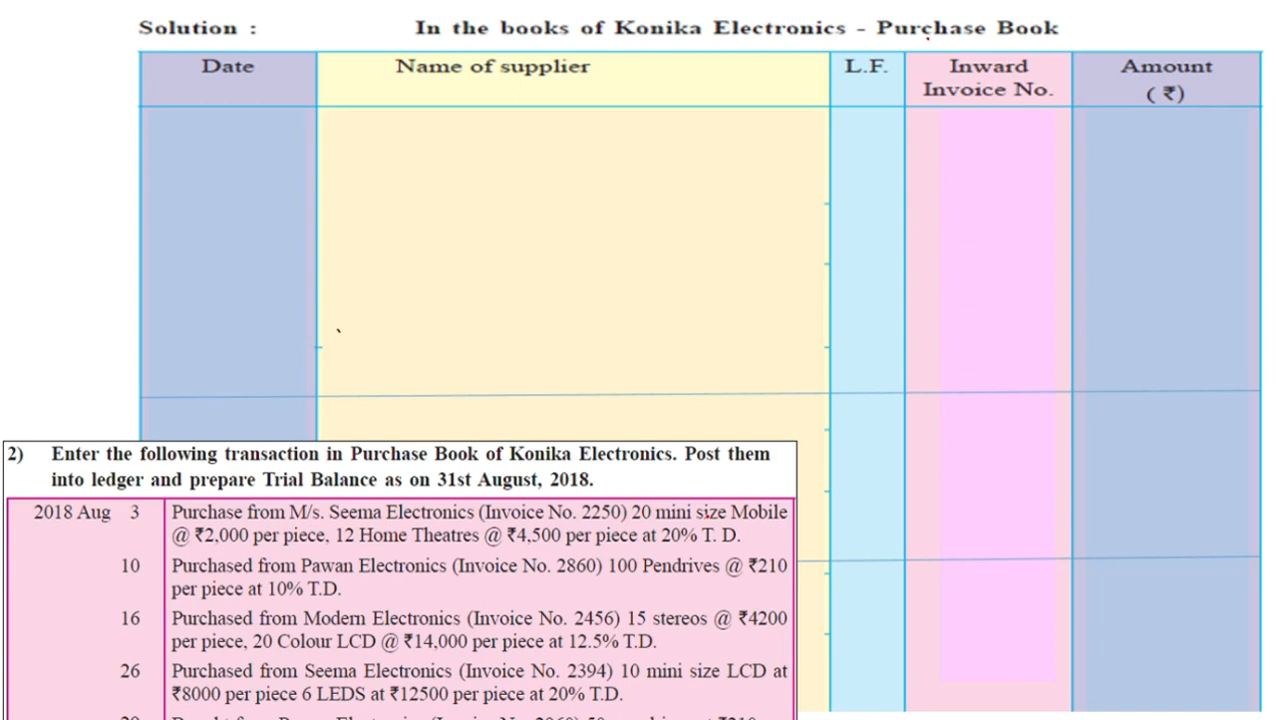 Solution : In the books of Konika Electronics - Purchase Book
Date Name of supplier L.F. Inward Invoice No. Amount ( ₹)
2) Enter the following transaction in Purchase Book of Konika Electronics. Post them
into ledger and prepare Trial Balance as on 31st August, 2018.
2018 Aug 3 Purchase from M/s. Seema Electronics (Invoice No. 2250) 20 mini size Mobile
@ ₹2,000 per piece, 12 Home Theatres @ ₹4,500 per piece at 20% T. D.
10 Purchased from Pawan Electronics (Invoice No. 2860) 100 Pendrives @ ₹210
per piece at 10% T.D.
16 Purchased from Modern Electronics (Invoice No. 2456) 15 stereos @ ₹4200
per piece, 20 Colour LCD @ ₹14,000 per piece at 12.5% T.D.
26 Purchased from Seema Electronics (Invoice No. 2394) 10 mini size LCD at
₹8000 per piece 6 LEDS at ₹12500 per piece at 20% T.D.